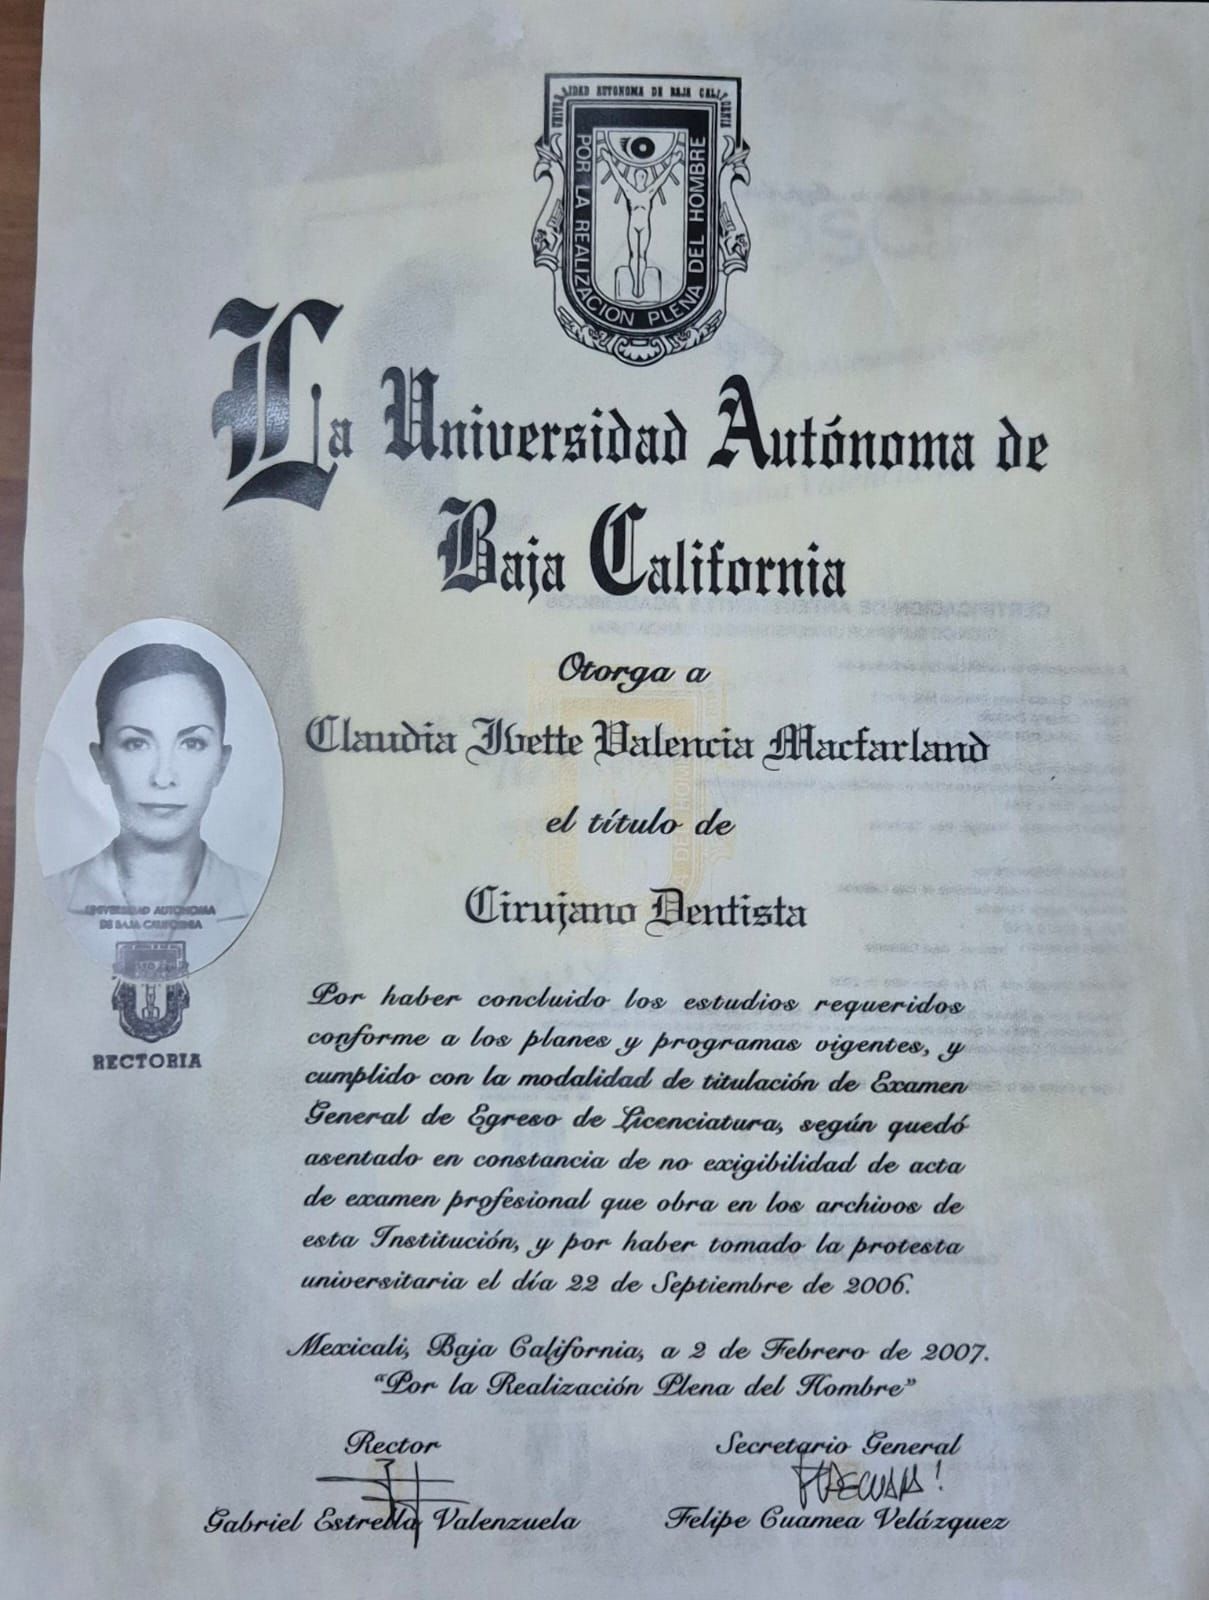 UNIVERSIDAD AUTONOMA DE BAJA CALIFORNIA
POR LA REALIZACION PLENA DEL HOMBRE
La Universidad Autónoma de
Baja California
Otorga a
Claudia Ivette Valencia Macfarland
el título de
Cirujano Dentista
UNIVERSIDAD AUTONOMA
DE BAJA CALIFORNIA
RECTORIA
Por haber concluido los estudios requeridos
conforme a los planes y programas vigentes, y
cumplido con la modalidad de titulación de Examen
General de Egreso de Licenciatura, según quedó
asentado en constancia de no exigibilidad de acta
de examen profesional que obra en los archivos de
esta Institución, y por haber tomado la protesta
universitaria el día 22 de Septiembre de 2006.
Mexicali, Baja California, a 2 de Febrero de 2007.
“Por la Realización Plena del Hombre”
Rector
Secretario General
Gabriel Estrella Valenzuela
Felipe Cuamea Velázquez